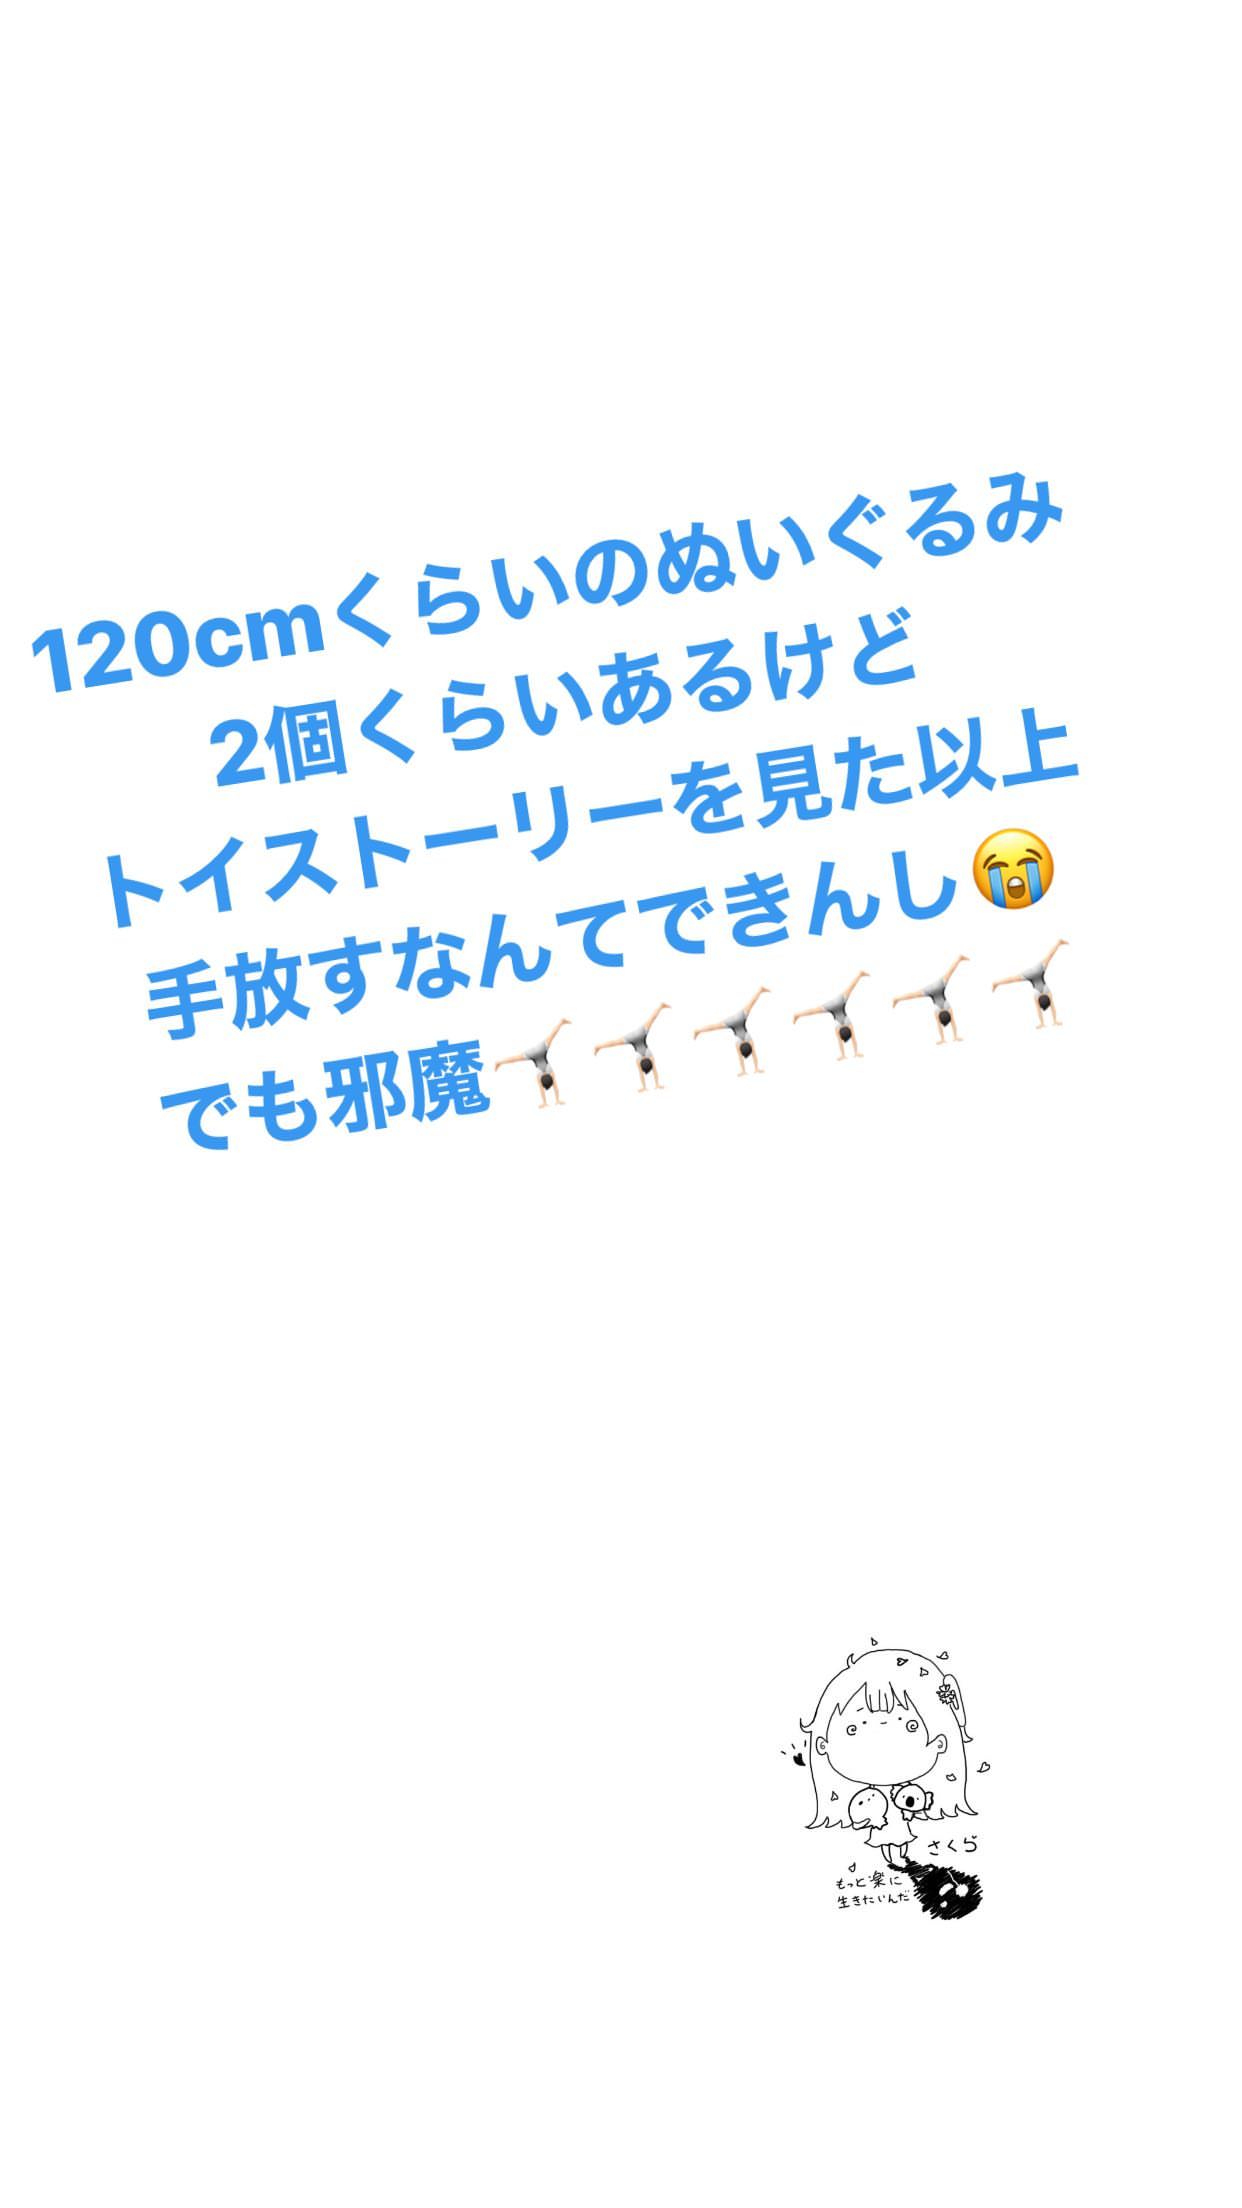 120cmくらいのぬいぐるみ
2個くらいあるけど
トイストーリーを見た以上
手放すなんてできんし😭
でも邪魔🤸🏻‍♀️🤸🏻‍♀️🤸🏻‍♀️🤸🏻‍♀️🤸🏻‍♀️🤸🏻‍♀️
さくら
もっと楽に
生きたいんだ